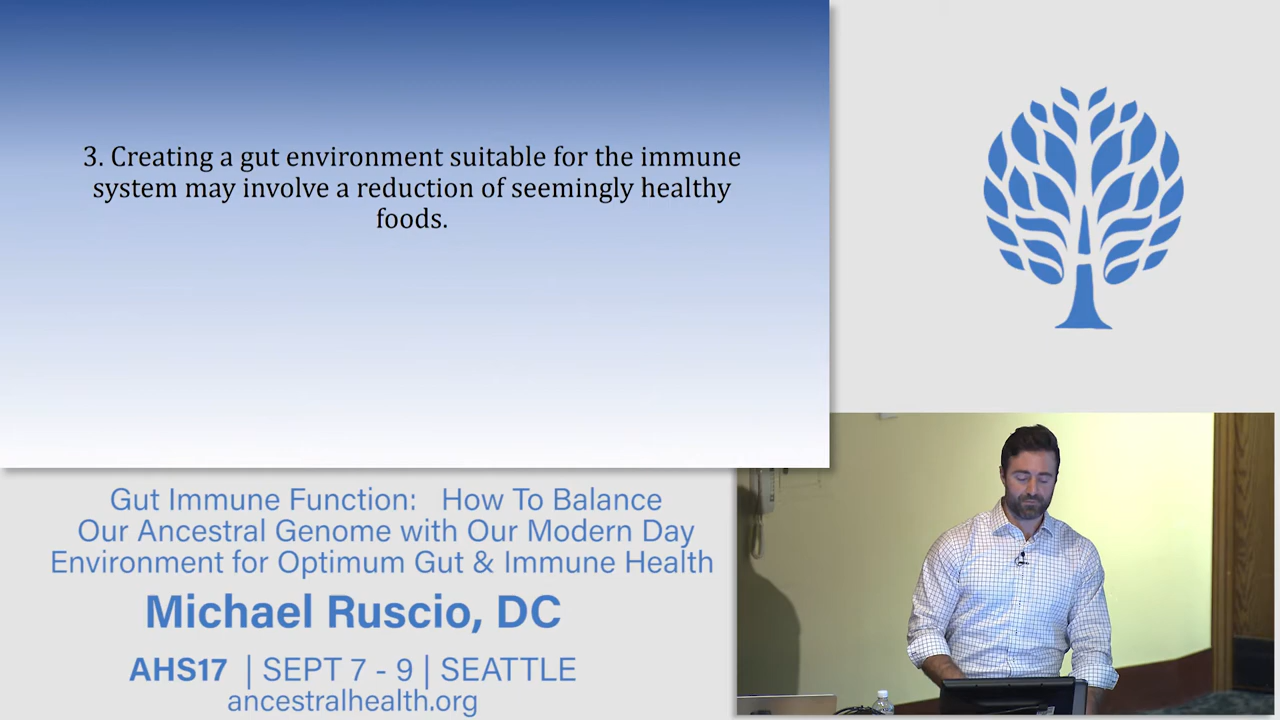 3. Creating a gut environment suitable for the immune
system may involve a reduction of seemingly healthy
foods.
Gut Immune Function: How To Balance
Our Ancestral Genome with Our Modern Day
Environment for Optimum Gut & Immune Health
Michael Ruscio, DC
AHS17 | SEPT 7 - 9 | SEATTLE
ancestralhealth.org